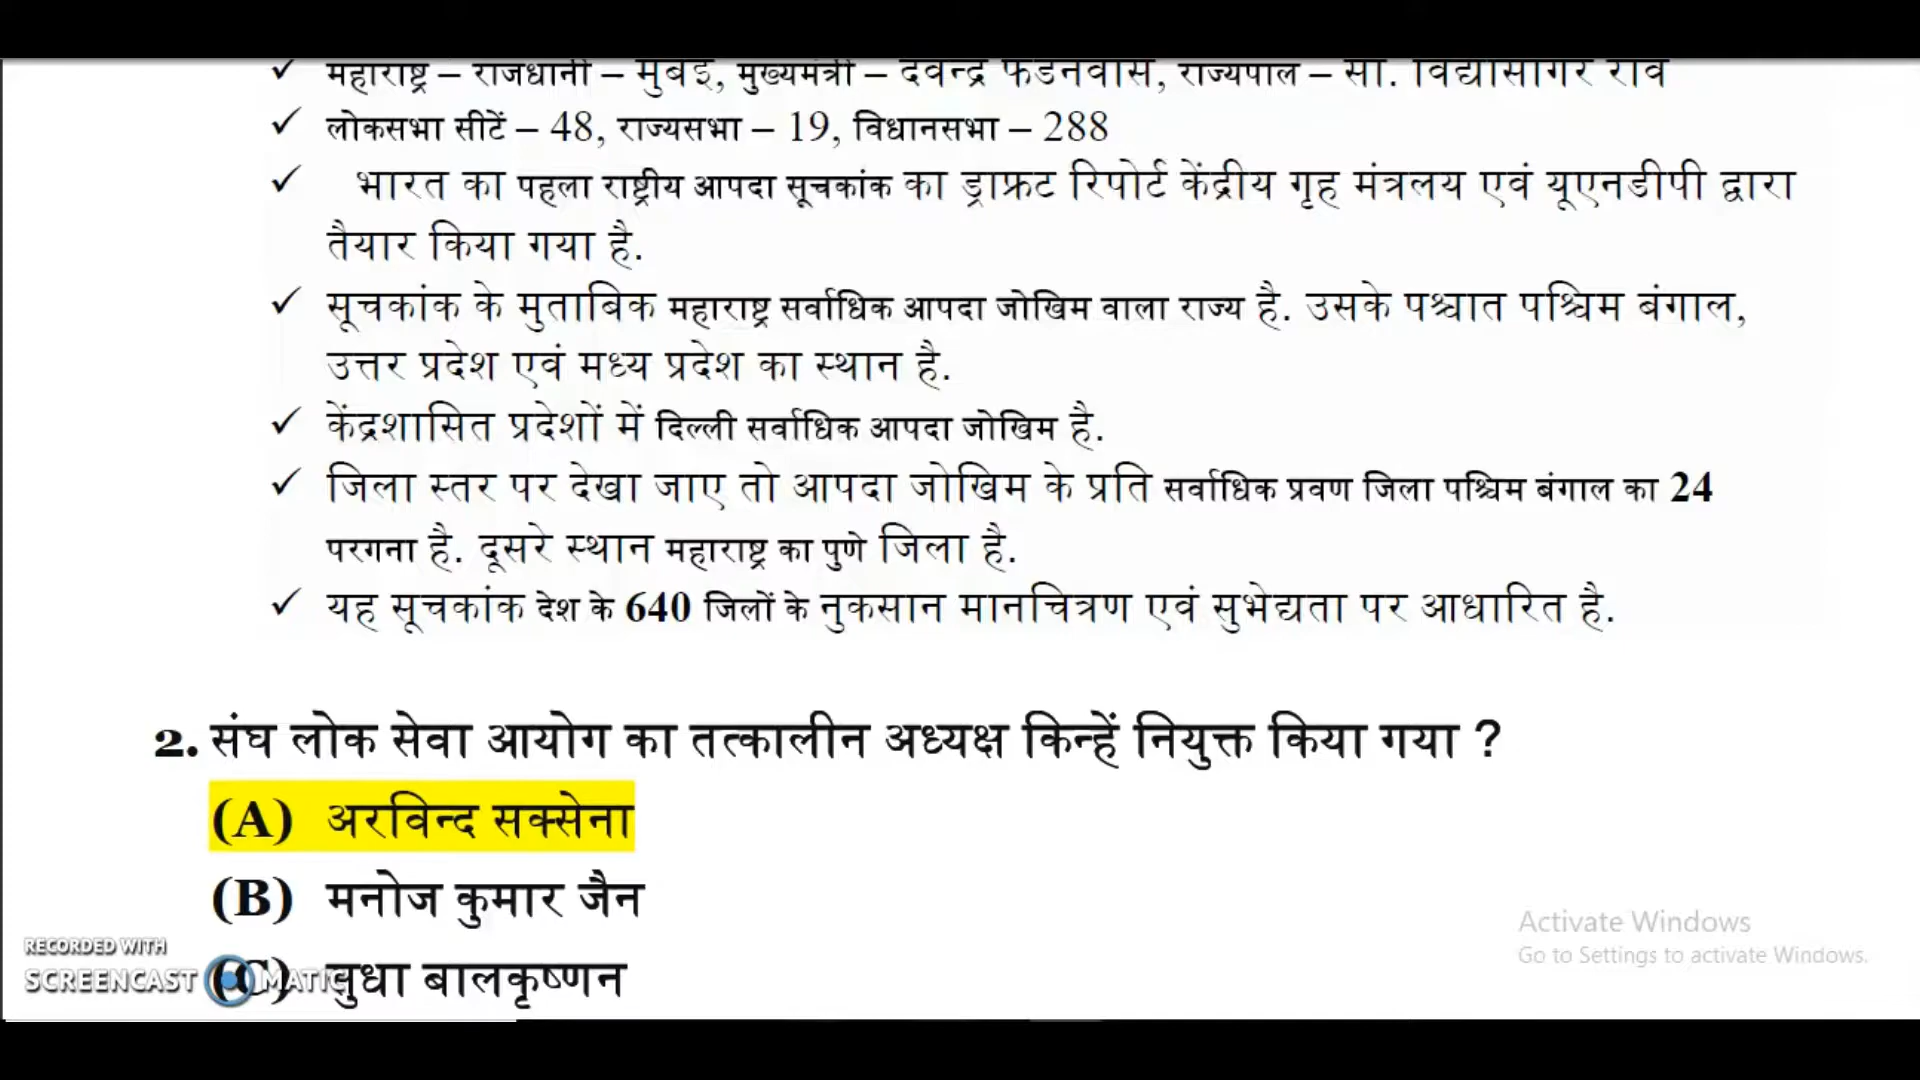 ✓ महाराष्ट्र – राजधानी – मुंबई, मुख्यमंत्री – देवेन्द्र फडनवीस, राज्यपाल – सी. विद्यासागर राव
✓ लोकसभा सीटें – 48, राज्यसभा – 19, विधानसभा – 288
✓ भारत का पहला राष्ट्रीय आपदा सूचकांक का ड्राफ्ट रिपोर्ट केंद्रीय गृह मंत्रलय एवं यूएनडीपी द्वारा
तैयार किया गया है.
✓ सूचकांक के मुताबिक महाराष्ट्र सर्वाधिक आपदा जोखिम वाला राज्य है. उसके पश्चात पश्चिम बंगाल,
उत्तर प्रदेश एवं मध्य प्रदेश का स्थान है.
✓ केंद्रशासित प्रदेशों में दिल्ली सर्वाधिक आपदा जोखिम है.
✓ जिला स्तर पर देखा जाए तो आपदा जोखिम के प्रति सर्वाधिक प्रवण जिला पश्चिम बंगाल का 24
परगना है. दूसरे स्थान महाराष्ट्र का पुणे जिला है.
✓ यह सूचकांक देश के 640 जिलों के नुकसान मानचित्रण एवं सुभेद्यता पर आधारित है.
2. संघ लोक सेवा आयोग का तत्कालीन अध्यक्ष किन्हें नियुक्त किया गया ?
(A) अरविन्द सक्सेना
(B) मनोज कुमार जैन
(C) सुधा बालकृष्णन
Activate Windows
Go to Settings to activate Windows.
RECORDED WITH
SCREENCAST MATIC